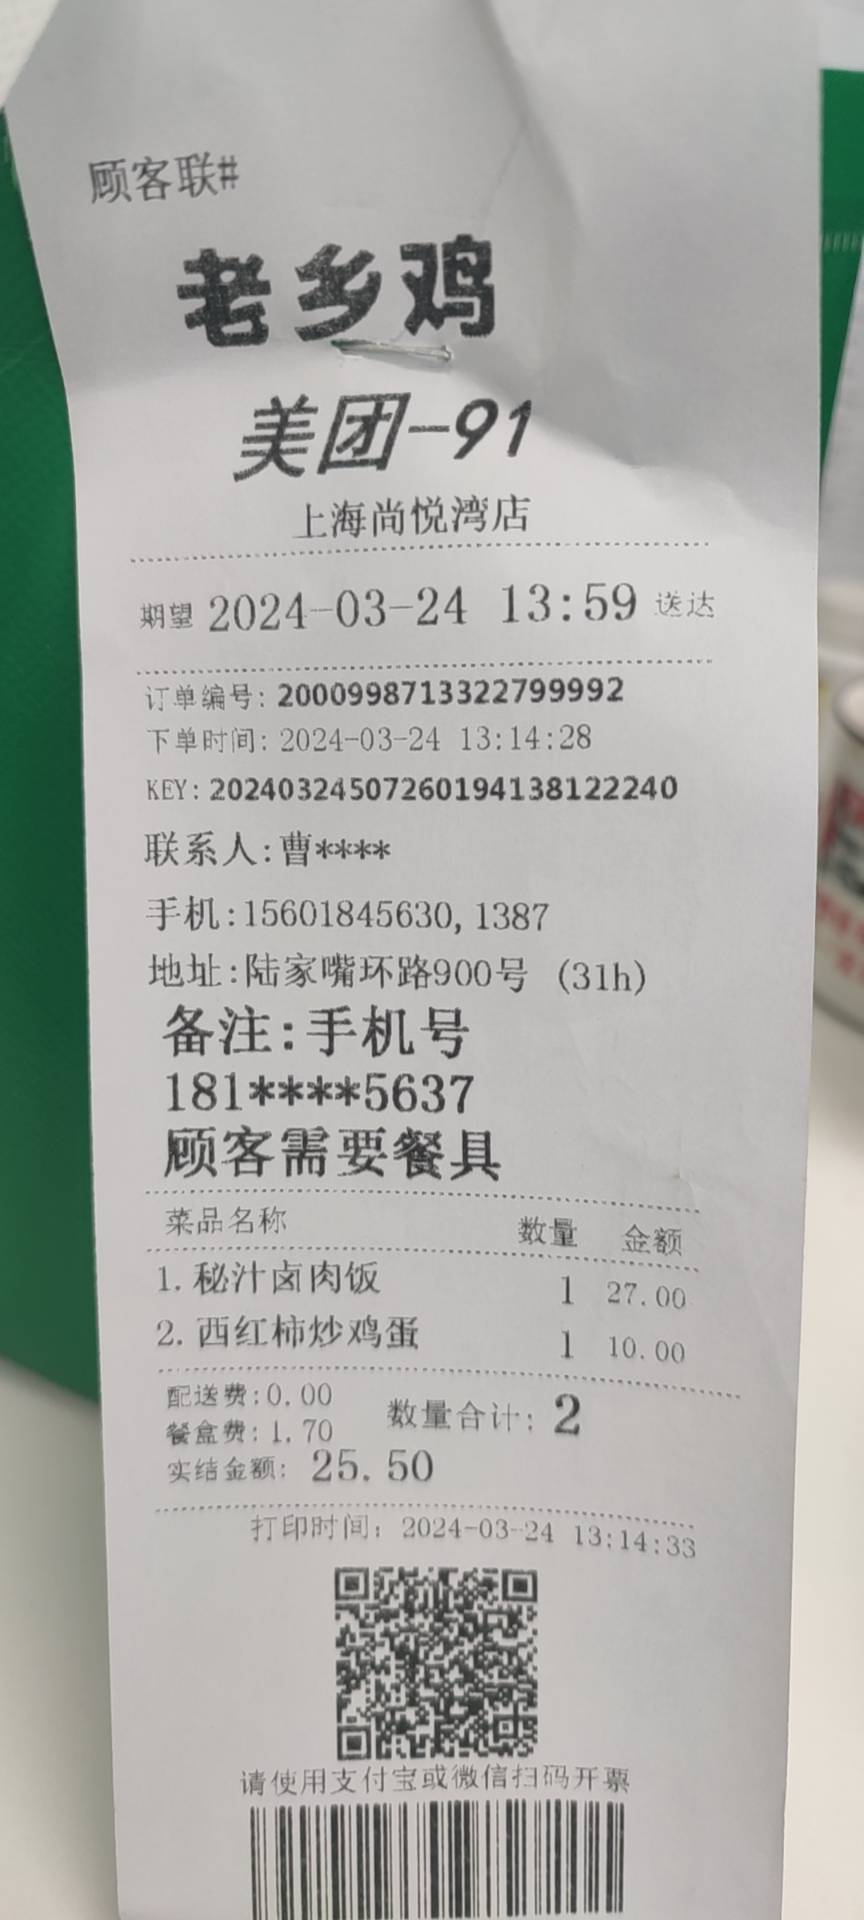 顾客联#
老乡鸡
美团-91
上海尚悦湾店
期望 2024-03-24 13:59 送达
订单编号: 2000998713322799992
下单时间: 2024-03-24 13:14:28
KEY: 202403245072601941381222​40
联系人:曹****
手机:15601845630,1387
地址:陆家嘴环路900号 (31h)
备注:手机号
181****5637
顾客需要餐具
菜品名称 数量 金额
1.秘汁卤肉饭 1 27.00
2.西红柿炒鸡蛋 1 10.00
配送费:0.00
餐盒费:1.70 数量合计: 2
实结金额: 25.50
打印时间: 2024-03-24 13:14:33
请使用支付宝或微信扫码开票